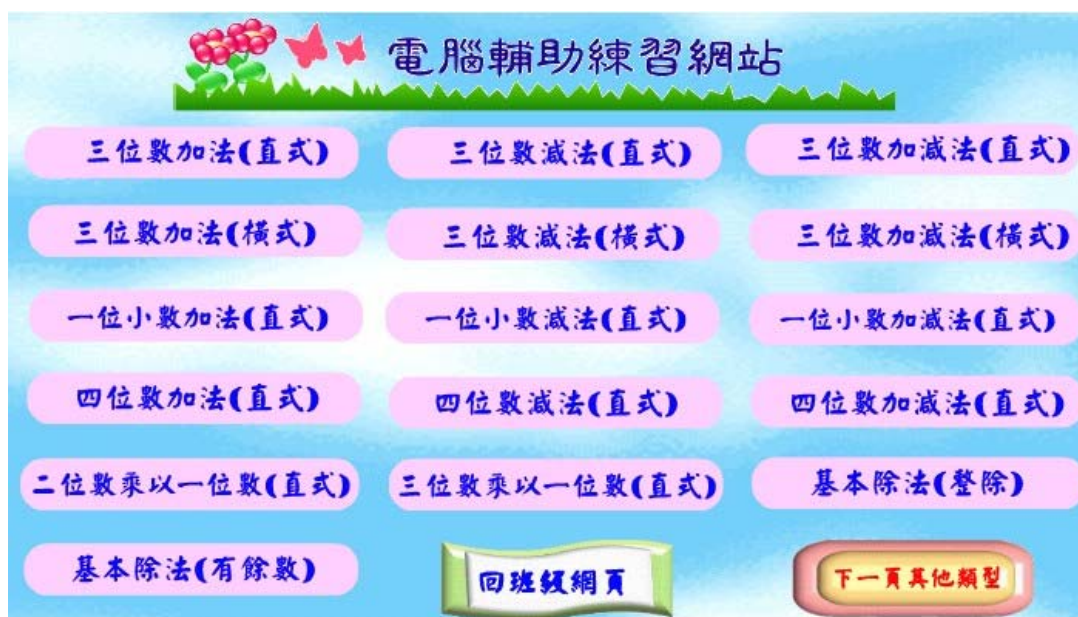 電腦輔助練習網站
三位數加法(直式)
三位數減法(直式)
三位數加減法(直式)
三位數加法(橫式)
三位數減法(橫式)
三位數加減法(橫式)
一位小數加法(直式)
一位小數減法(直式)
一位小數加減法(直式)
四位數加法(直式)
四位數減法(直式)
四位數加減法(直式)
二位數乘以一位數(直式)
三位數乘以一位數(直式)
基本除法(整除)
基本除法(有餘數)
回班級網頁
下一頁其他類型